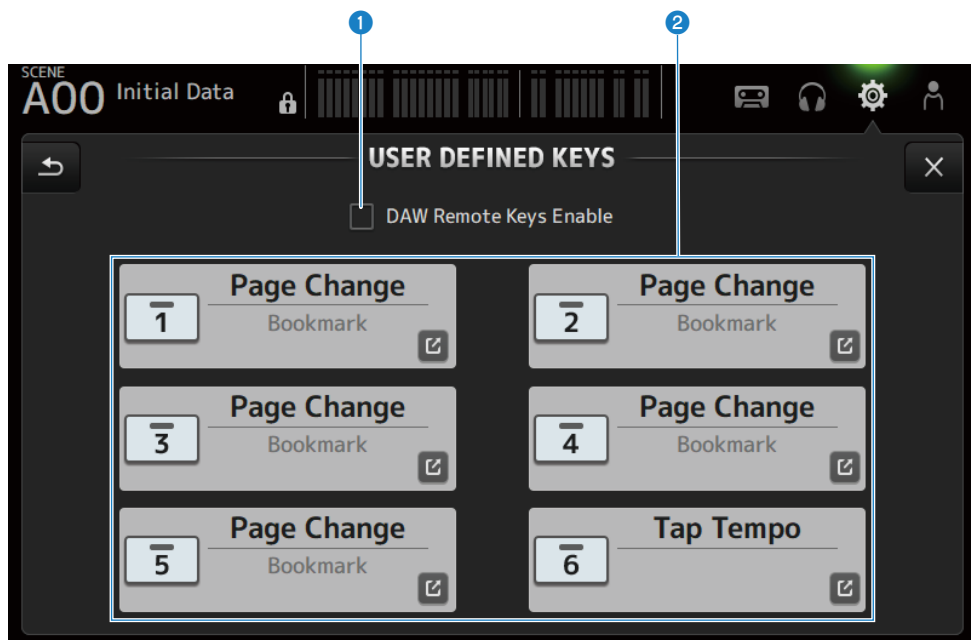 1 2
SCENE
A00 Initial Data
USER DEFINED KEYS
DAW Remote Keys Enable
Page Change
1 Bookmark
Page Change
2 Bookmark
Page Change
3 Bookmark
Page Change
4 Bookmark
Page Change
5 Bookmark
Tap Tempo
6